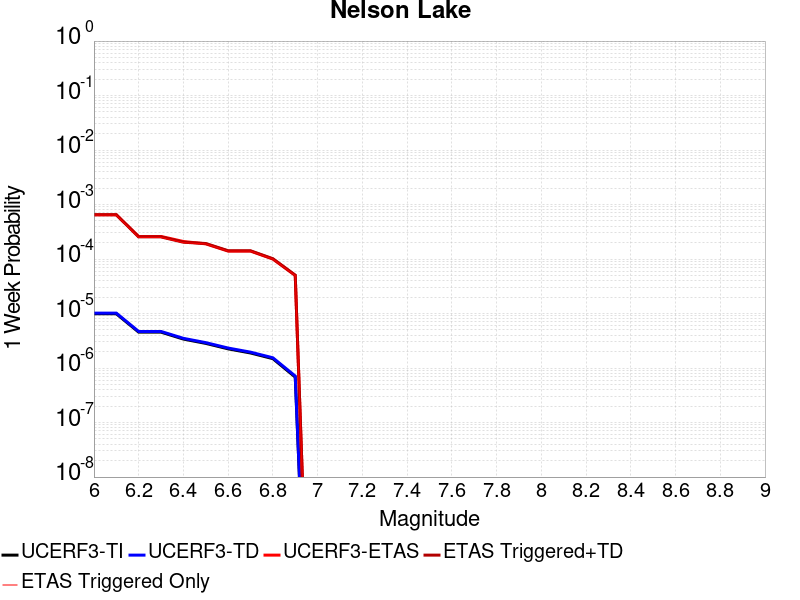 Nelson Lake
10^0
10^-1
10^-2
10^-3
10^-4
10^-5
10^-6
10^-7
10^-8
1 Week Probability
6 6.2 6.4 6.6 6.8 7 7.2 7.4 7.6 7.8 8 8.2 8.4 8.6 8.8 9
Magnitude
UCERF3-TI UCERF3-TD UCERF3-ETAS ETAS Triggered+TD
ETAS Triggered Only